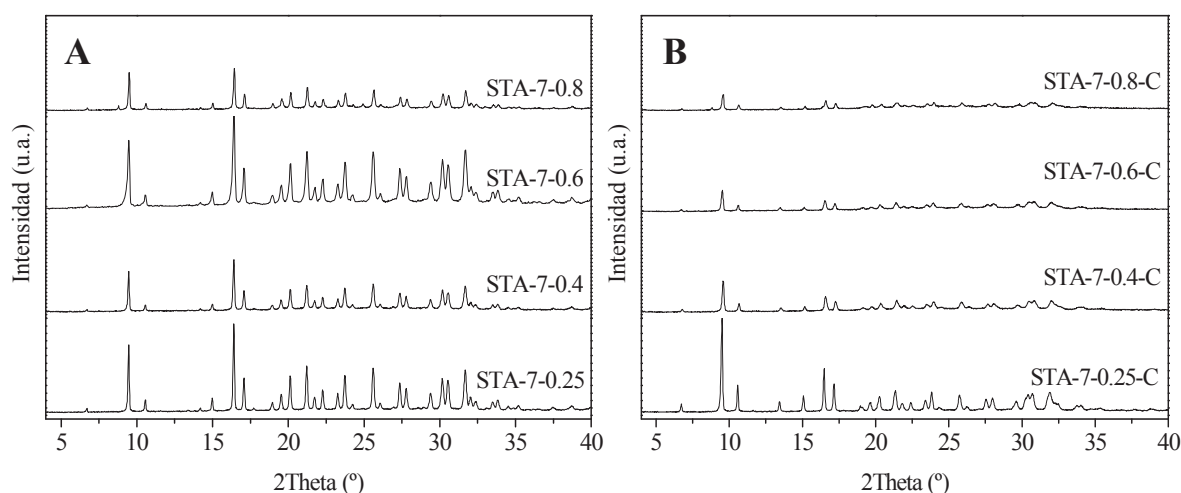 A
STA-7-0.8
STA-7-0.6
STA-7-0.4
STA-7-0.25
Intensidad (u.a.)
5 10 15 20 25 30 35 40
2Theta (º)
B
STA-7-0.8-C
STA-7-0.6-C
STA-7-0.4-C
STA-7-0.25-C
Intensidad (u.a.)
5 10 15 20 25 30 35 40
2Theta (º)